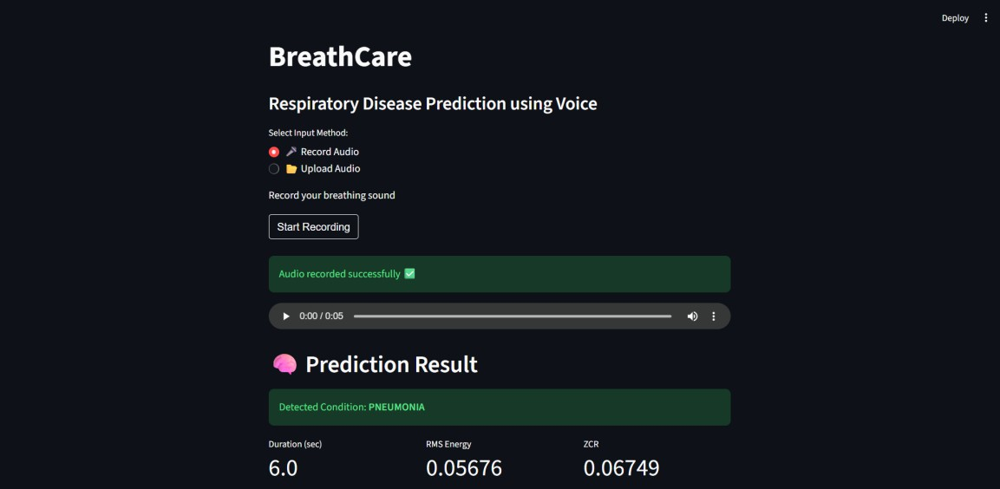 Deploy
BreathCare
Respiratory Disease Prediction using Voice
Select Input Method:
🎤 Record Audio
📂 Upload Audio
Record your breathing sound
Start Recording
Audio recorded successfully ✅
0:00 / 0:05
🧠 Prediction Result
Detected Condition: PNEUMONIA
Duration (sec) RMS Energy ZCR
6.0 0.05676 0.06749